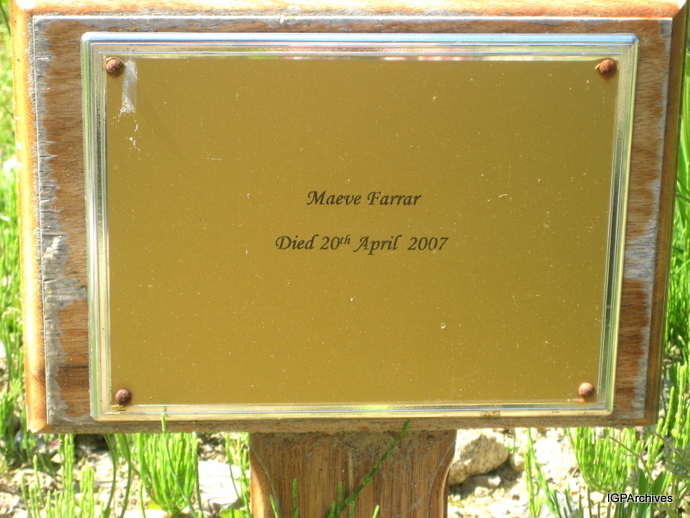 Maeve Farrar
Died 20th April 2007
IGPArchives